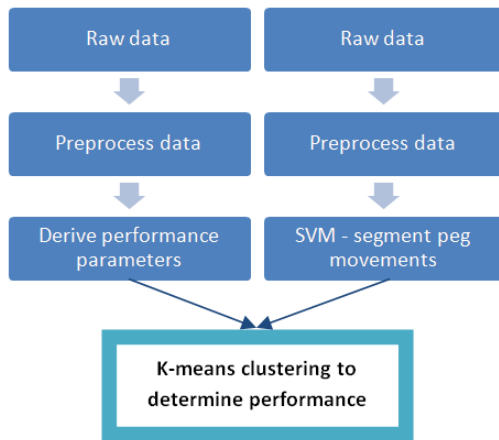 Raw data
Raw data
Preprocess data
Preprocess data
Derive performance
parameters
SVM - segment peg
movements
K-means clustering to
determine performance